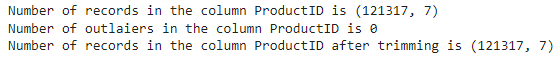 Number of records in the column ProductID is (121317, 7)
Number of outlaiers in the column ProductID is 0
Number of records in the column ProductID after trimming is (121317, 7)